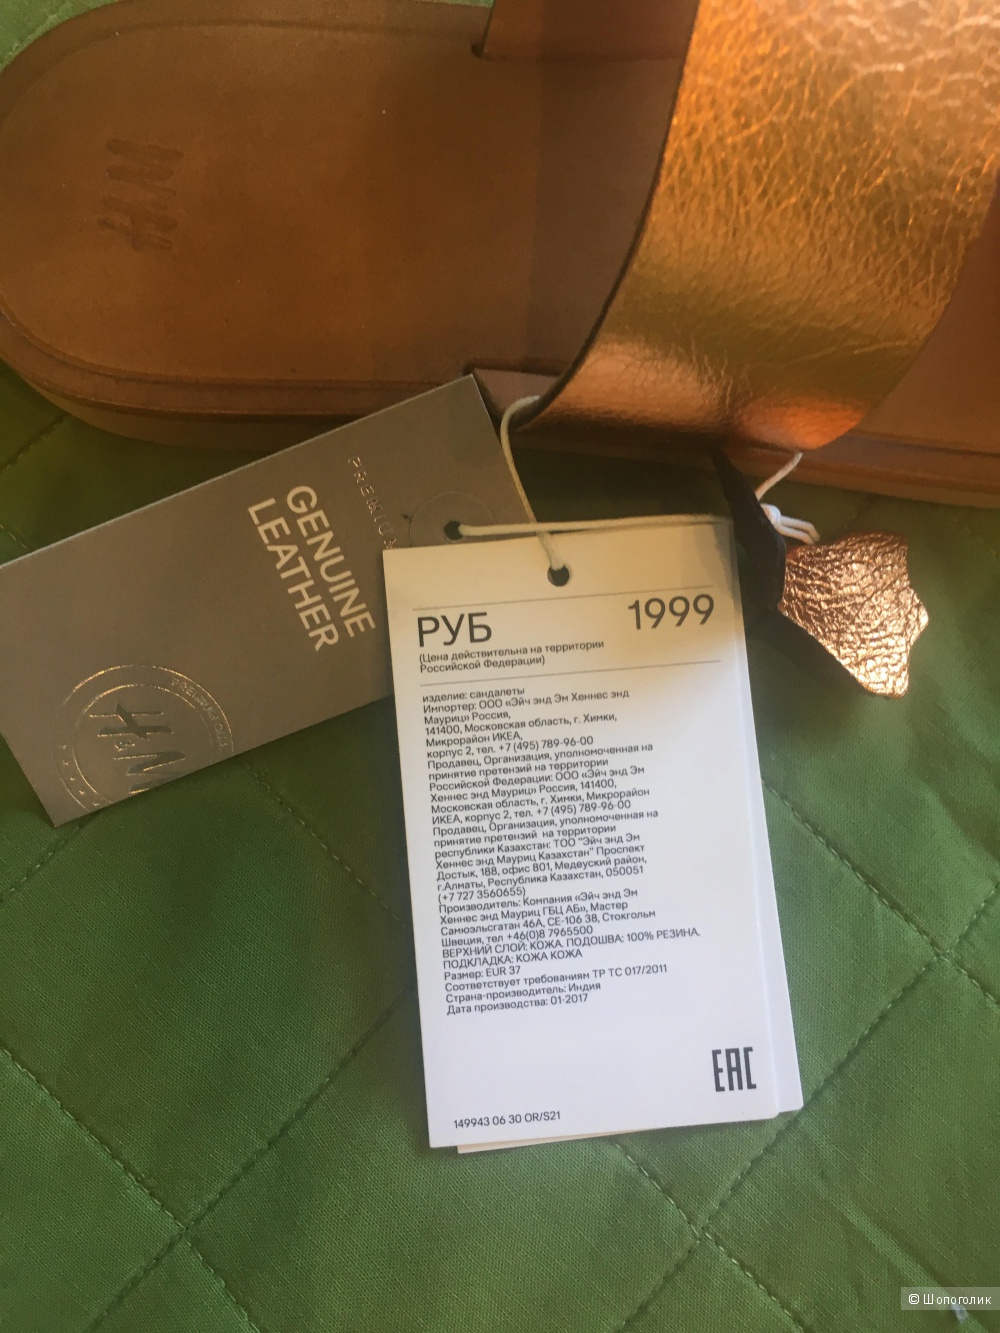 H&M
PREMIUM
GENUINE
LEATHER
H&M
PREMIUM QUALITY
РУБ 1999
(Цена действительна на территории
Российской Федерации)
изделие: сандалеты
Импортер: ООО «Эйч энд Эм Хеннес энд
Мауриц» Россия,
141400, Московская область, г. Химки,
Микрорайон ИКЕА,
корпус 2, тел. +7 (495) 789-96-00
Продавец, Организация, уполномоченная на
принятие претензий на территории
Российской Федерации: ООО «Эйч энд Эм
Хеннес энд Мауриц» Россия, 141400,
Московская область, г. Химки, Микрорайон
ИКЕА, корпус 2, тел. +7 (495) 789-96-00
Продавец, Организация, уполномоченная на
принятие претензий на территории
республики Казахстан: ТОО "Эйч энд Эм
Хеннес энд Мауриц Казахстан" Проспект
Достык, 188, офис 801, Медеуский район,
г.Алматы, Республика Казахстан, 050051
(+7 727 3560655)
Производитель: Компания «Эйч энд Эм
Хеннес энд Мауриц ГБЦ АБ», Мастер
Самюэльсгатан 46А, СЕ-106 38, Стокгольм
Швеция, тел +46(0)8 7965500
ВЕРХНИЙ СЛОЙ: КОЖА. ПОДОШВА: 100% РЕЗИНА.
ПОДКЛАДКА: КОЖА КОЖА
Размер: EUR 37
Соответствует требованиям ТР ТС 017/2011
Страна-производитель: Индия
Дата производства: 01-2017
EAC
149943 06 30 OR/S21
© Шопоголик